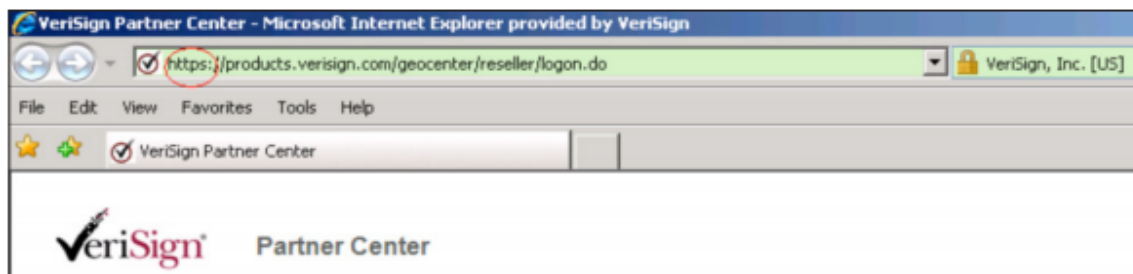 VeriSign Partner Center - Microsoft Internet Explorer provided by VeriSign
https://products.verisign.com/geocenter/reseller/logon.do VeriSign, Inc. [US]
File Edit View Favorites Tools Help
VeriSign Partner Center
VeriSign Partner Center